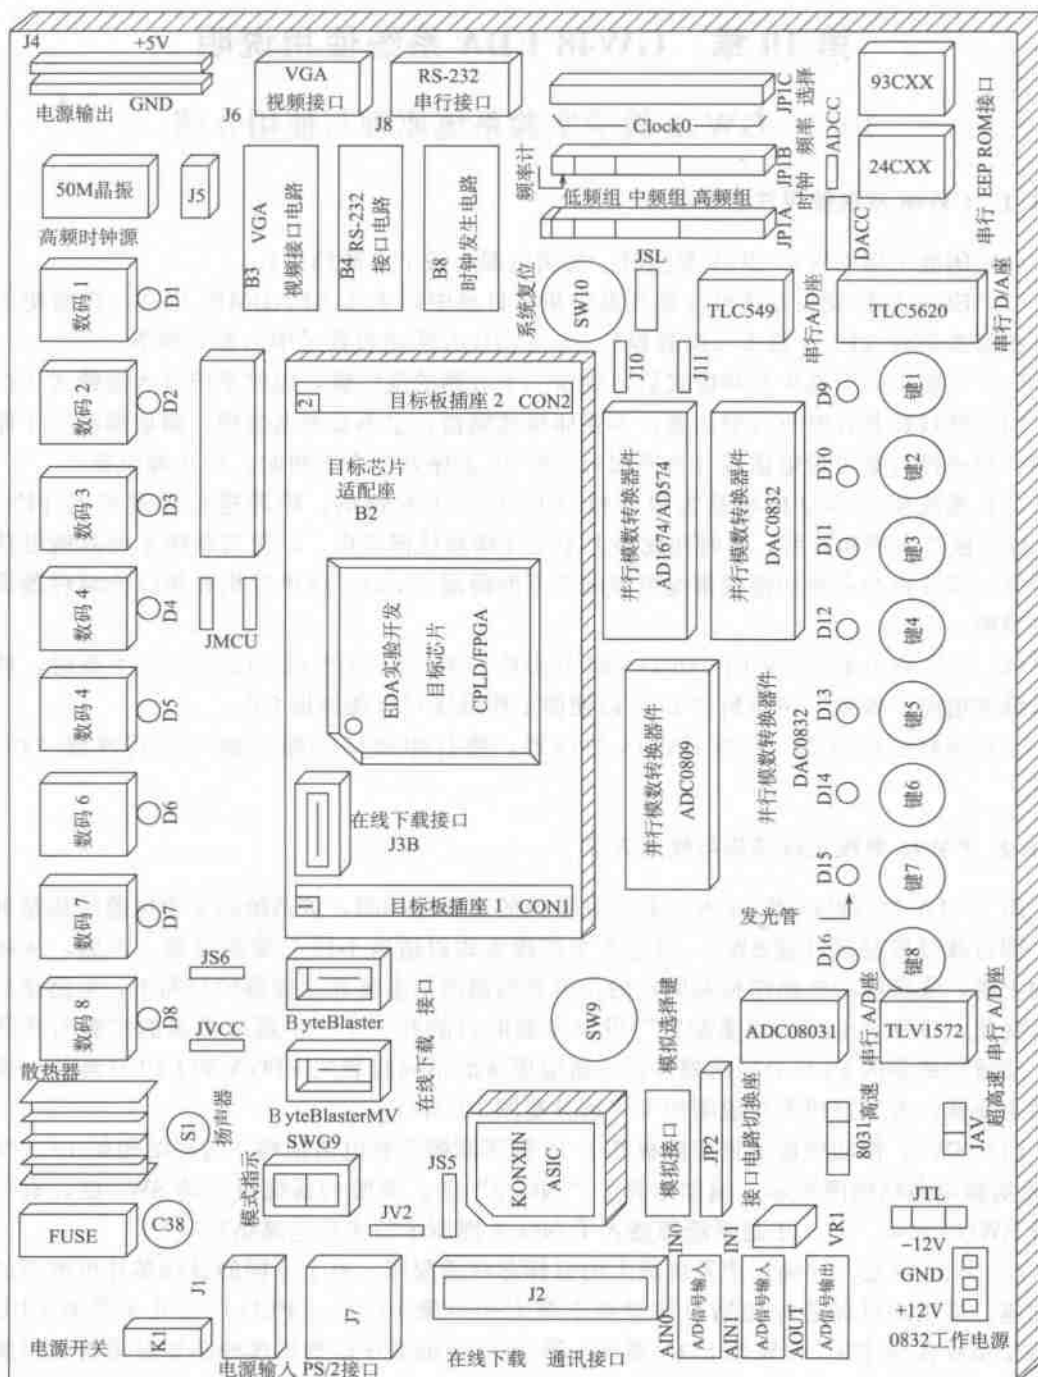 J4
+5V
GND
电源输出
VGA
视频接口
J6
RS-232
串行接口
J8
JP1C
Clock0
频率计
JP1B
低频组 中频组 高频组
JP1A
时钟 频率 选择
ADCC
DACC
93CXX
24CXX
串行 EEP ROM接口
50M晶振
J5
高频时钟源
VGA
视频接口电路
B3
RS-232
接口电路
B4
时钟发生电路
B8
系统复位
SW10
JSL
TLC549
串行A/D座
TLC5620
串行 D/A座
J10
J11
数码 1
D1
数码 2
D2
数码 3
D3
数码 4
D4
数码 4
D5
数码 6
D6
数码 7
D7
数码 8
D8
JMCU
2
目标板插座 2 CON2
目标芯片
适配座
B2
EDA实验开发
目标芯片
CPLD/FPGA
在线下载接口
J3B
1
目标板插座 1 CON1
并行模数转换器件
AD1674/AD574
并行模数转换器件
DAC0832
并行模数转换器件
ADC0809
并行模数转换器件
DAC0832
D9
键1
D10
键2
D11
键3
D12
键4
D13
键5
D14
键6
D15
键7
发光管
D16
键8
JS6
JVCC
ByteBlaster
ByteBlasterMV
在线下载 接口
SW9
模拟选择键
ADC08031
串行A/D座
高速
8031
TLV1572
串行 A/D座
超高速
JAV
散热器
S1
扬声器
SWG9
模式指示
JS5
JV2
KONXIN
ASIC
模拟接口
JP2
接口电路切换座
FUSE
C38
J1
J7
J2
电源开关
K1
电源输入 PS/2接口
在线下载 通讯接口
IN0
AIN0
A/D信号输入
IN1
AIN1
A/D信号输入
VR1
AOUT
A/D信号输出
JTL
-12V
GND
+12V
0832工作电源